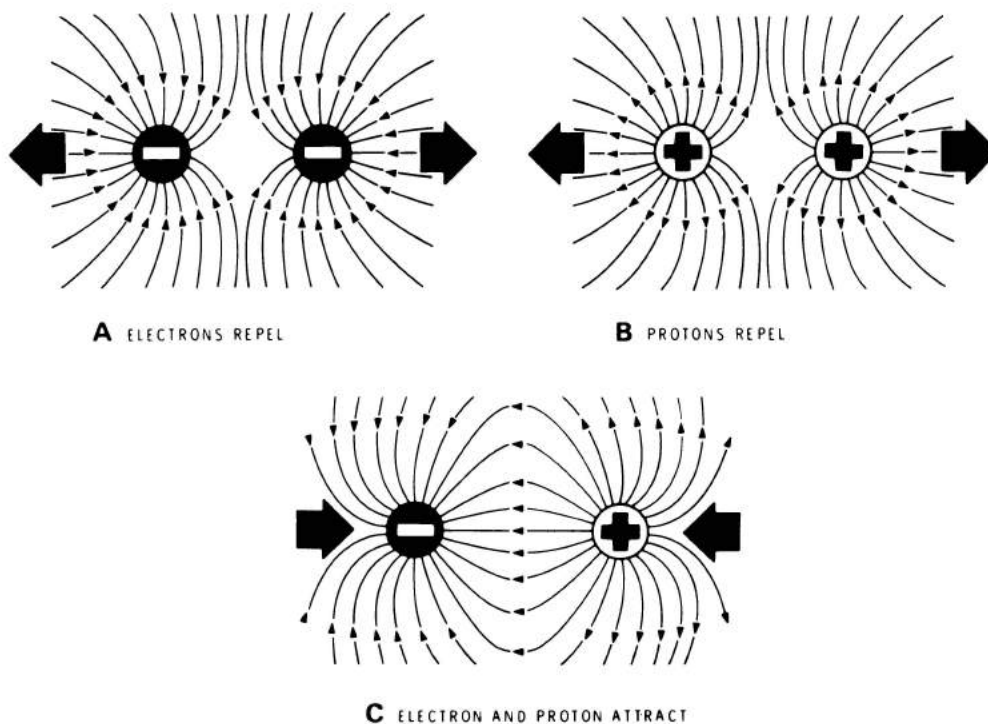 A ELECTRONS REPEL
B PROTONS REPEL
C ELECTRON AND PROTON ATTRACT